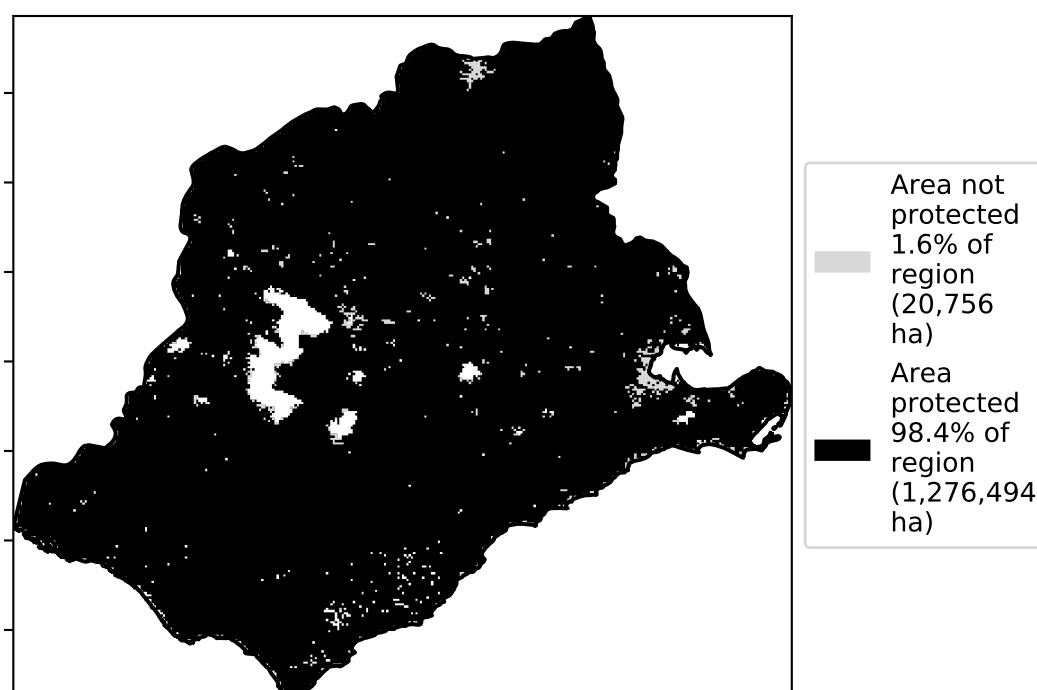 Area not
protected
1.6% of
region
(20,756
ha)
Area
protected
98.4% of
region
(1,276,494
ha)